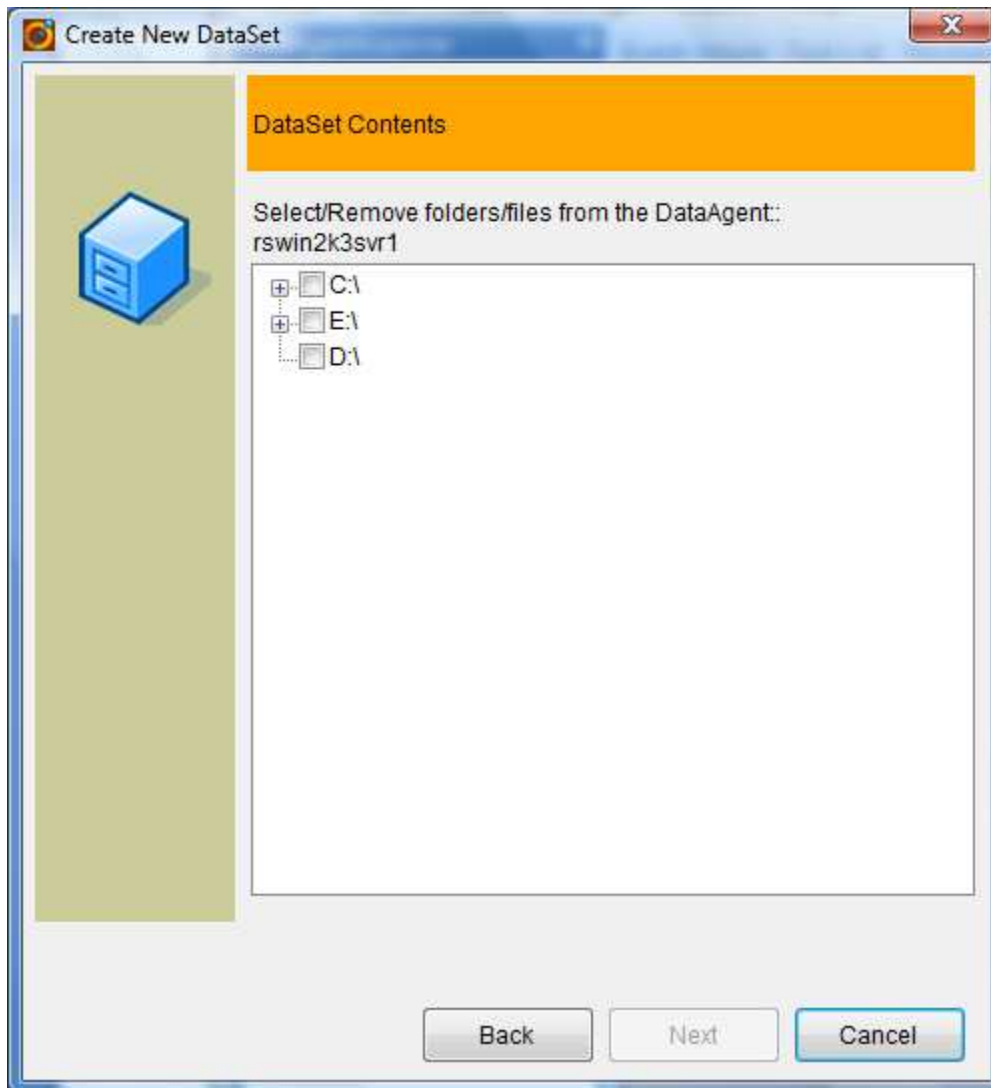 Create New DataSet
DataSet Contents
Select/Remove folders/files from the DataAgent::
rswin2k3svr1
C:\
E:\
D:\
Back Next Cancel